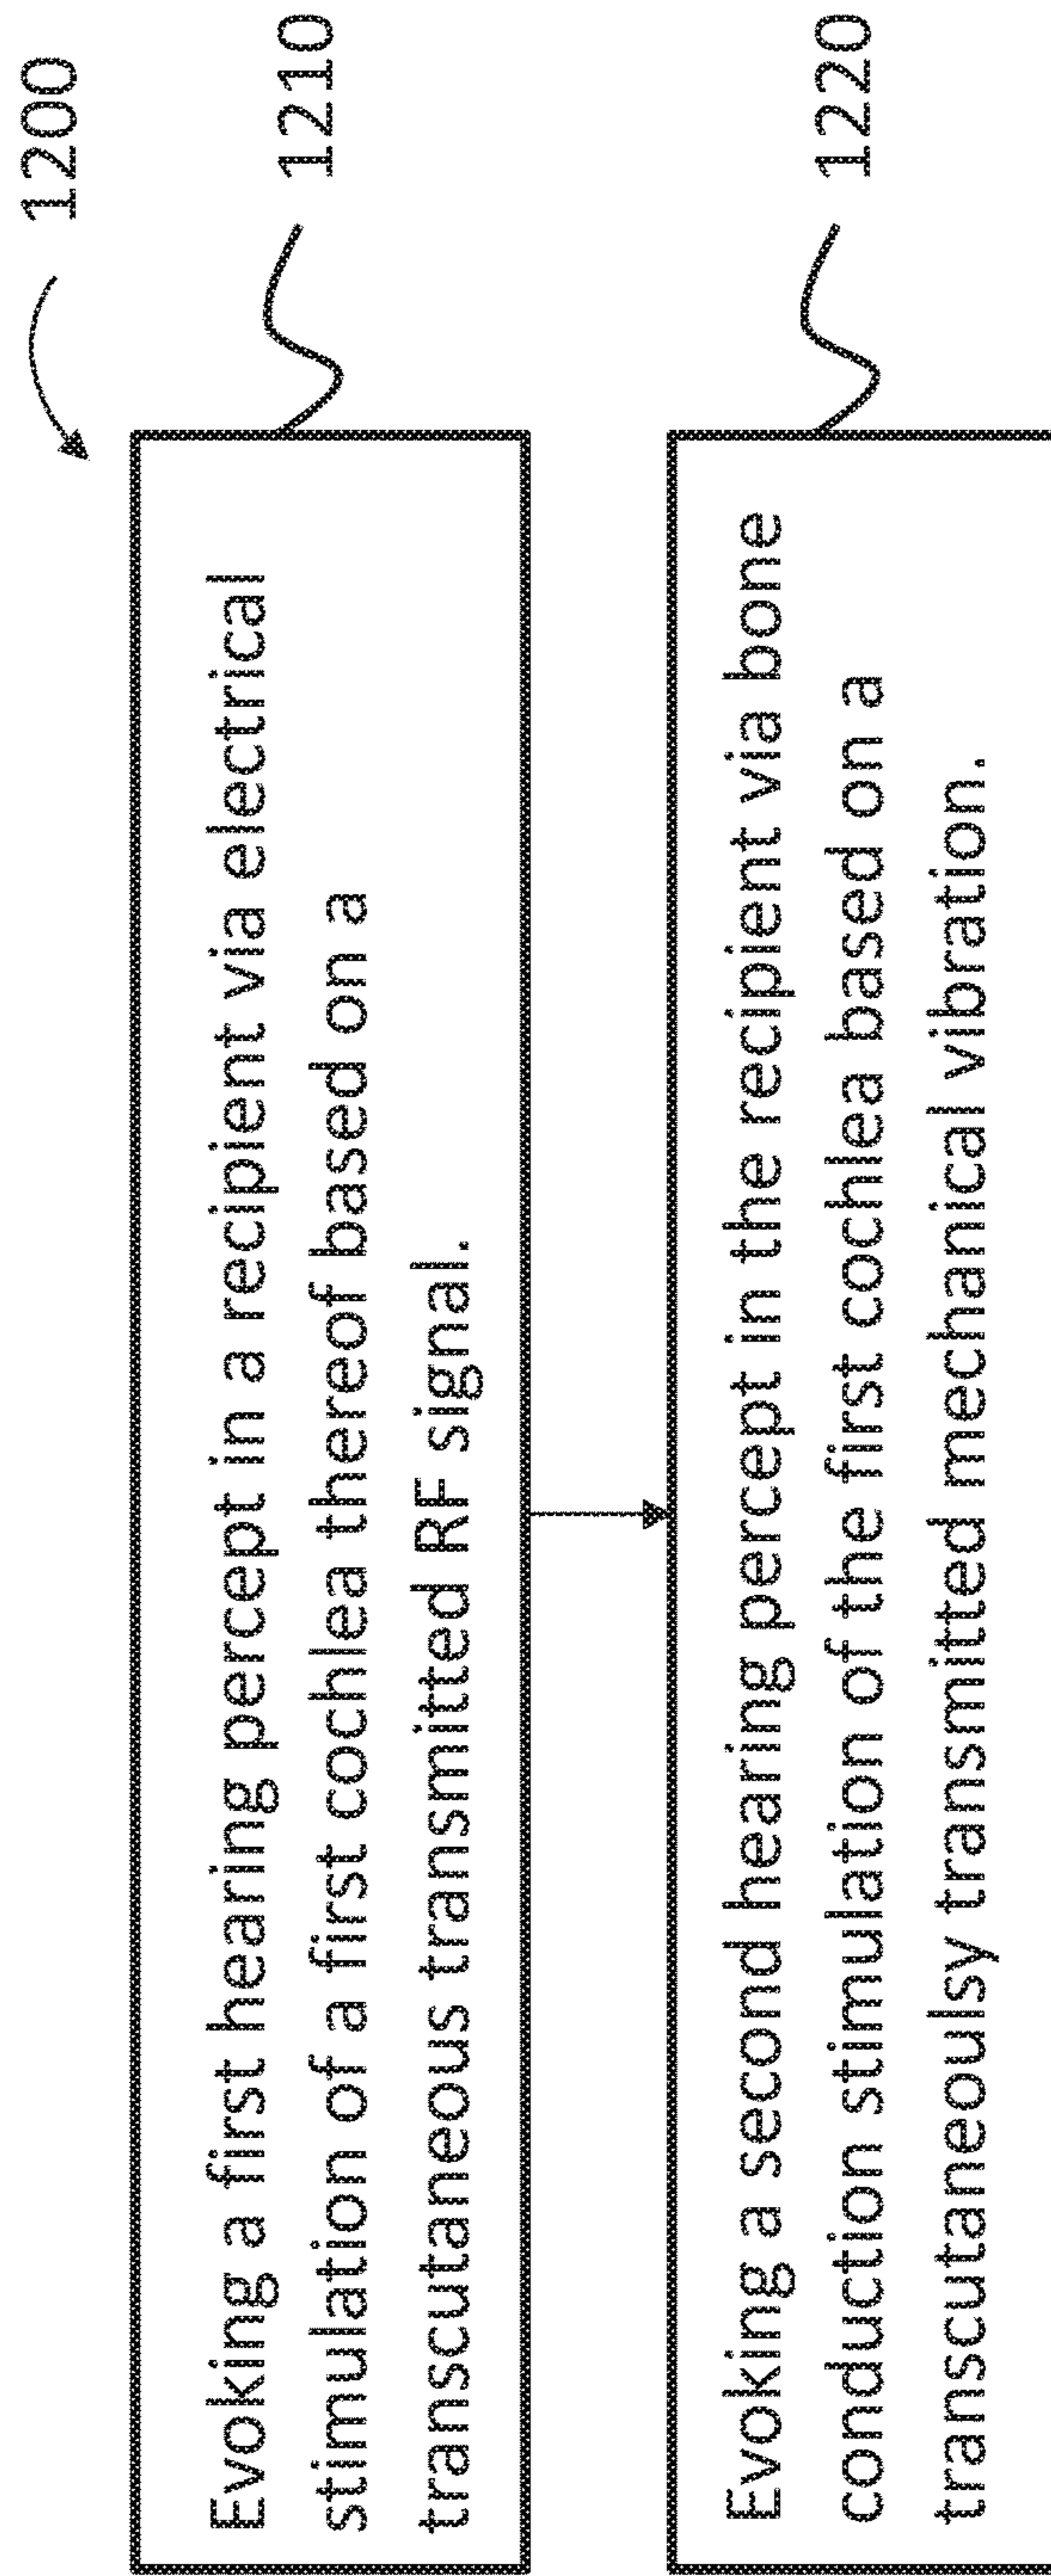 1200
Evoking a first hearing percept in a recipient via electrical
stimulation of a first cochlea thereof based on a
transcutaneous transmitted RF signal.
1210
Evoking a second hearing percept in the recipient via bone
conduction stimulation of the first cochlea based on a
transcutaneoulsy transmitted mechanical vibration.
1220